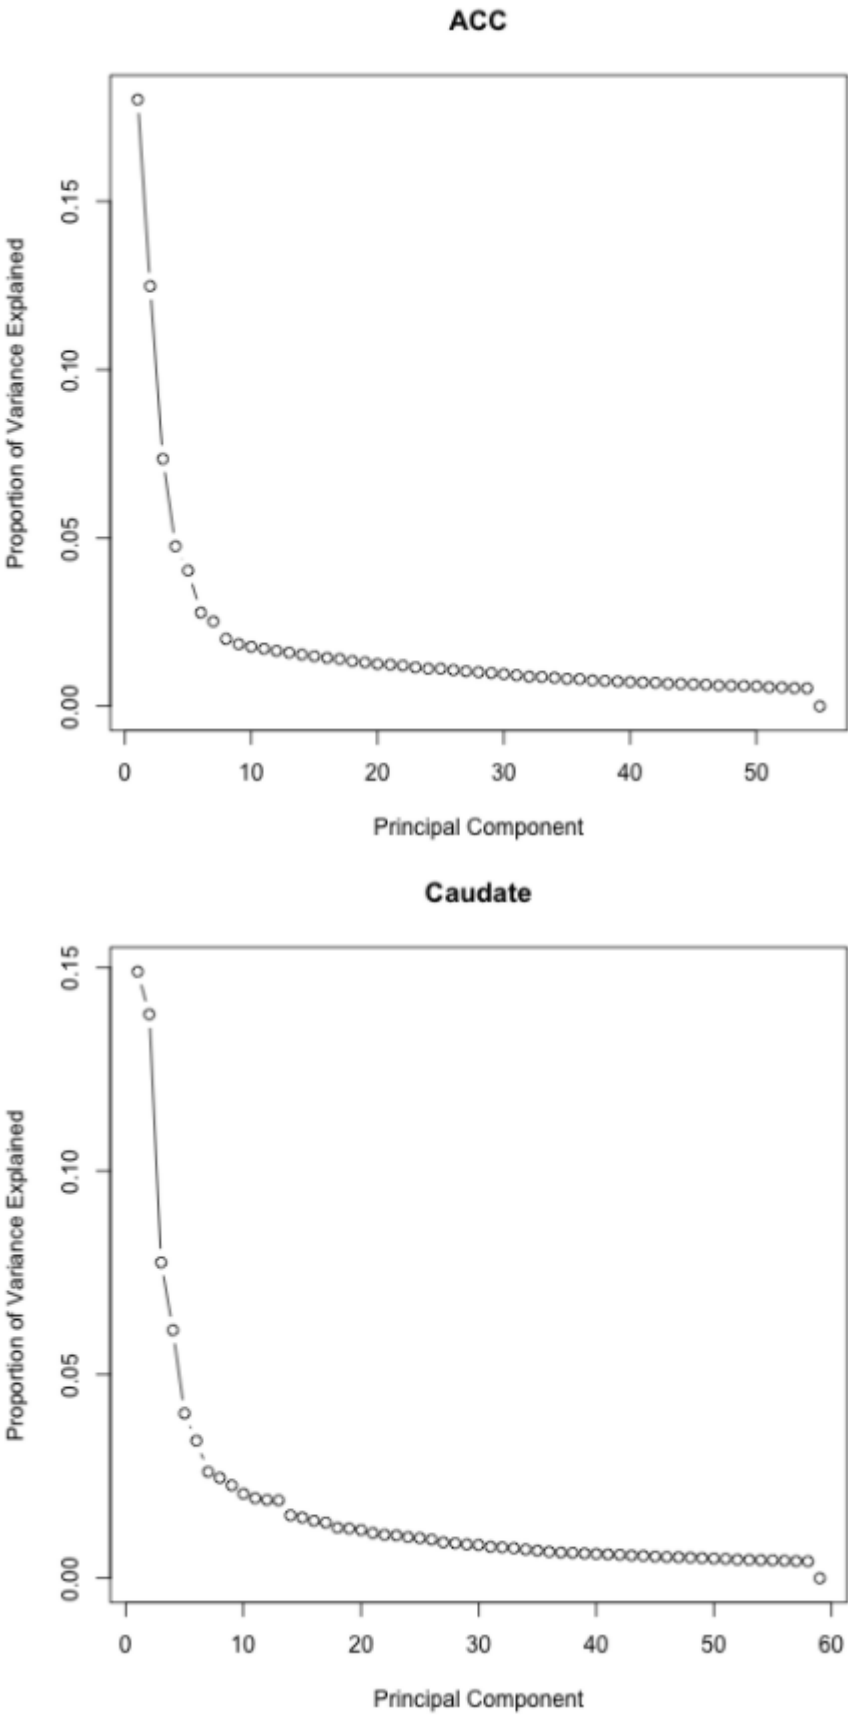 ACC
0.15
0.10
0.05
0.00
Proportion of Variance Explained
0 10 20 30 40 50
Principal Component
Caudate
0.15
0.10
0.05
0.00
Proportion of Variance Explained
0 10 20 30 40 50 60
Principal Component